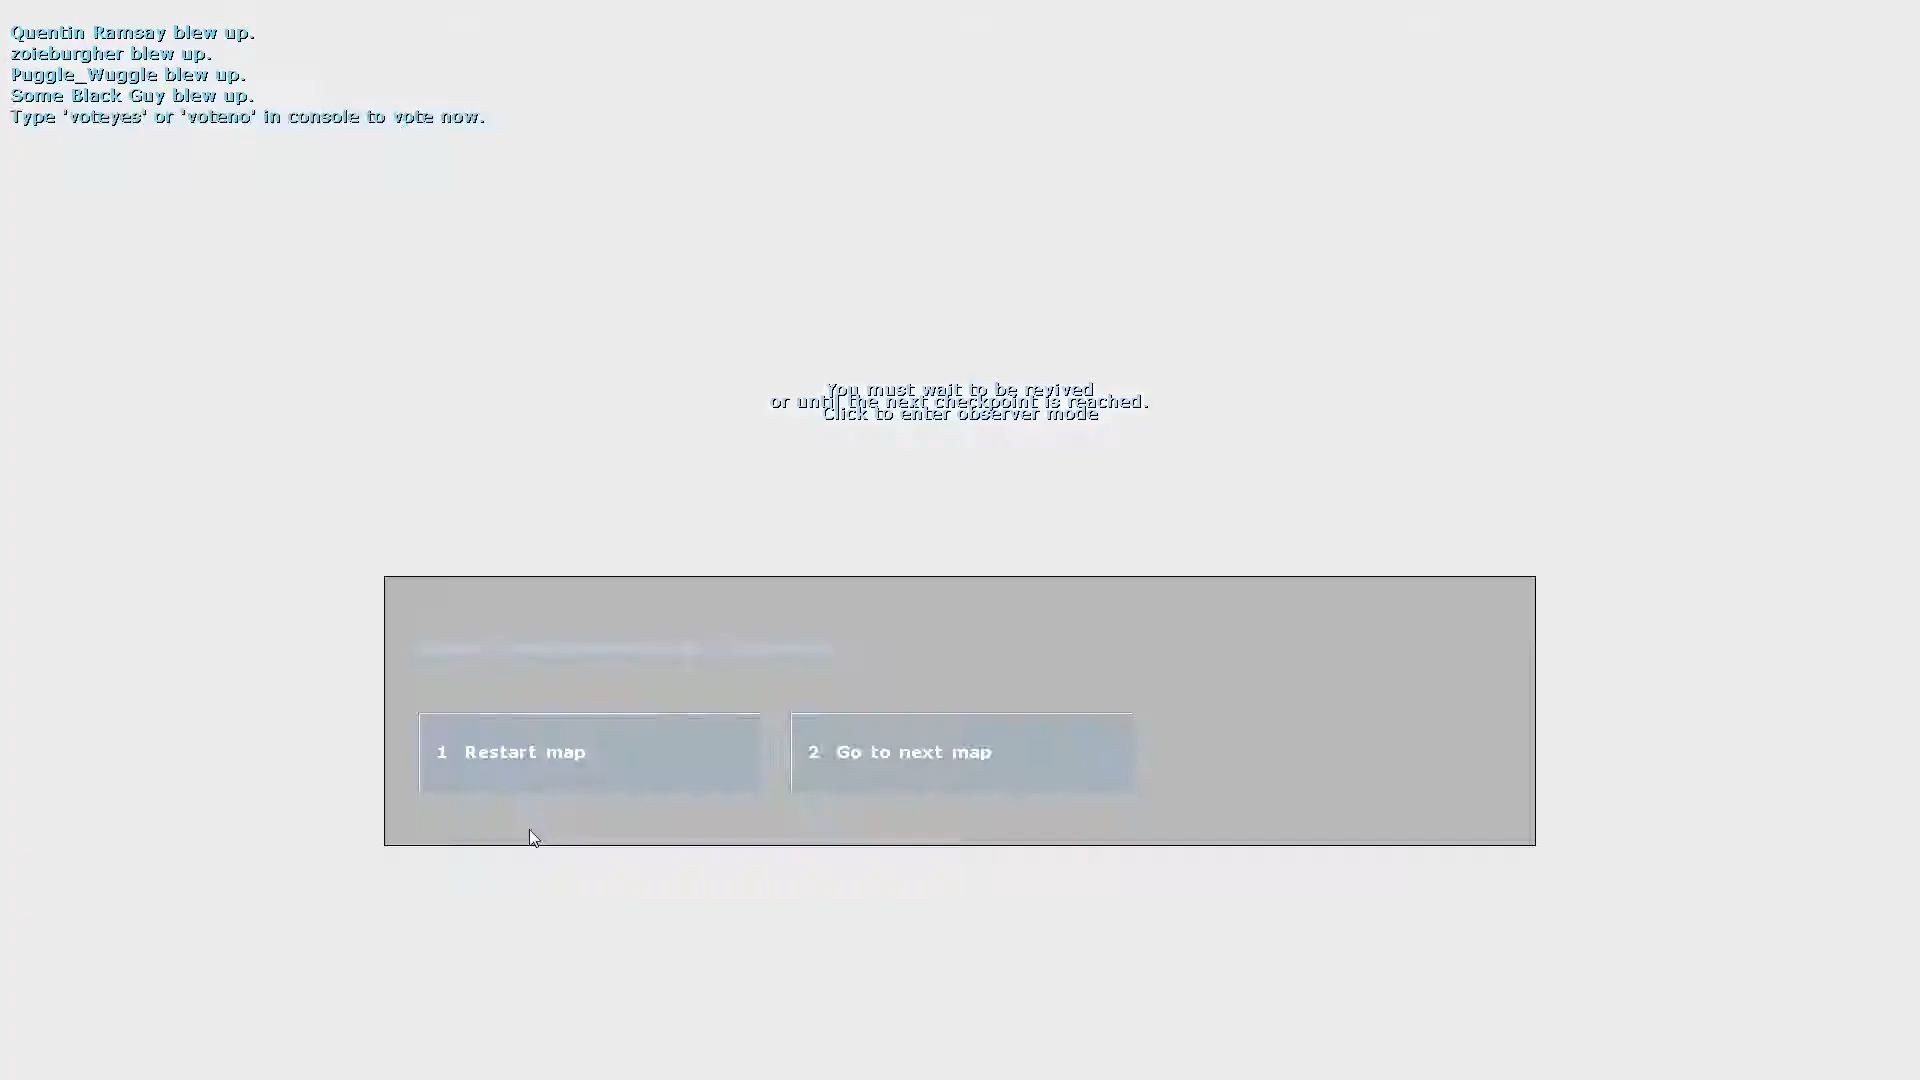 Quentin Ramsay blew up.
zoieburgher blew up.
Puggle_Wuggle blew up.
Some Black Guy blew up.
Type 'voteyes' or 'voteno' in console to vote now.
You must wait to be revived
or until the next checkpoint is reached.
Click to enter observer mode
1 Restart map
2 Go to next map